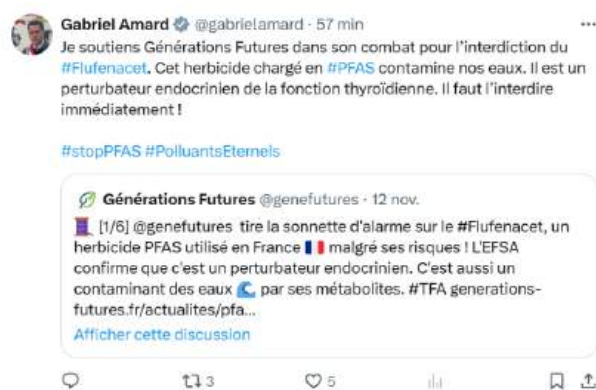 Gabriel Amard @gabrielamard · 57 min
Je soutiens Générations Futures dans son combat pour l'interdiction du
#Flufenacet. Cet herbicide chargé en #PFAS contamine nos eaux. Il est un
perturbateur endocrinien de la fonction thyroïdienne. Il faut l'interdire
immédiatement !
#stopPFAS #PolluantsEternels
Générations Futures @genefutures · 12 nov.
[1/6] @genefutures tire la sonnette d'alarme sur le #Flufenacet, un
herbicide PFAS utilisé en France malgré ses risques ! L'EFSA
confirme que c'est un perturbateur endocrinien. C'est aussi un
contaminant des eaux par ses métabolites. #TFA generations-
futures.fr/actualites/pfa...
Afficher cette discussion
3 5